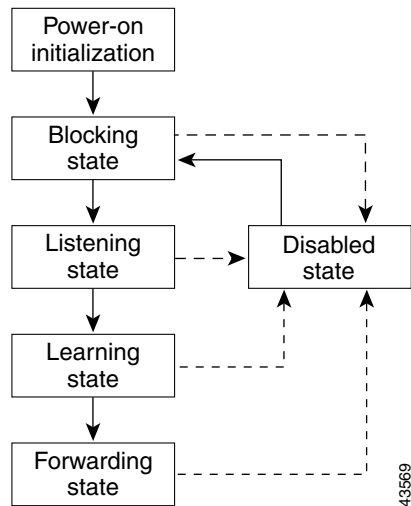 Power-on
initialization
Blocking
state
Listening
state
Disabled
state
Learning
state
Forwarding
state
43569